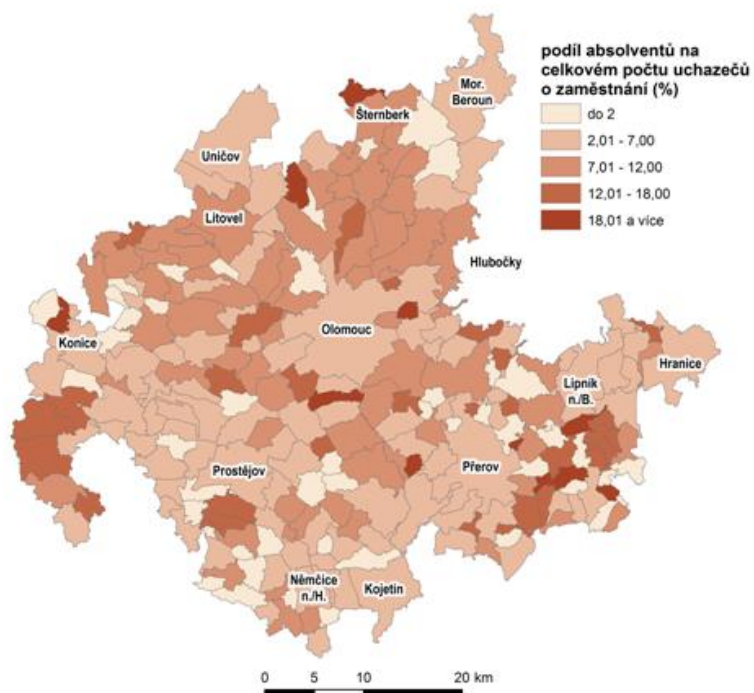 podíl absolventů na
celkovém počtu uchazečů
o zaměstnání (%)
do 2
2,01 - 7,00
7,01 - 12,00
12,01 - 18,00
18,01 a více
Mor.
Beroun
Šternberk
Uničov
Litovel
Hlubočky
Olomouc
Konice
Hranice
Lipník
n./B.
Prostějov
Přerov
Němčice
n./H.
Kojetín
0 5 10 20 km